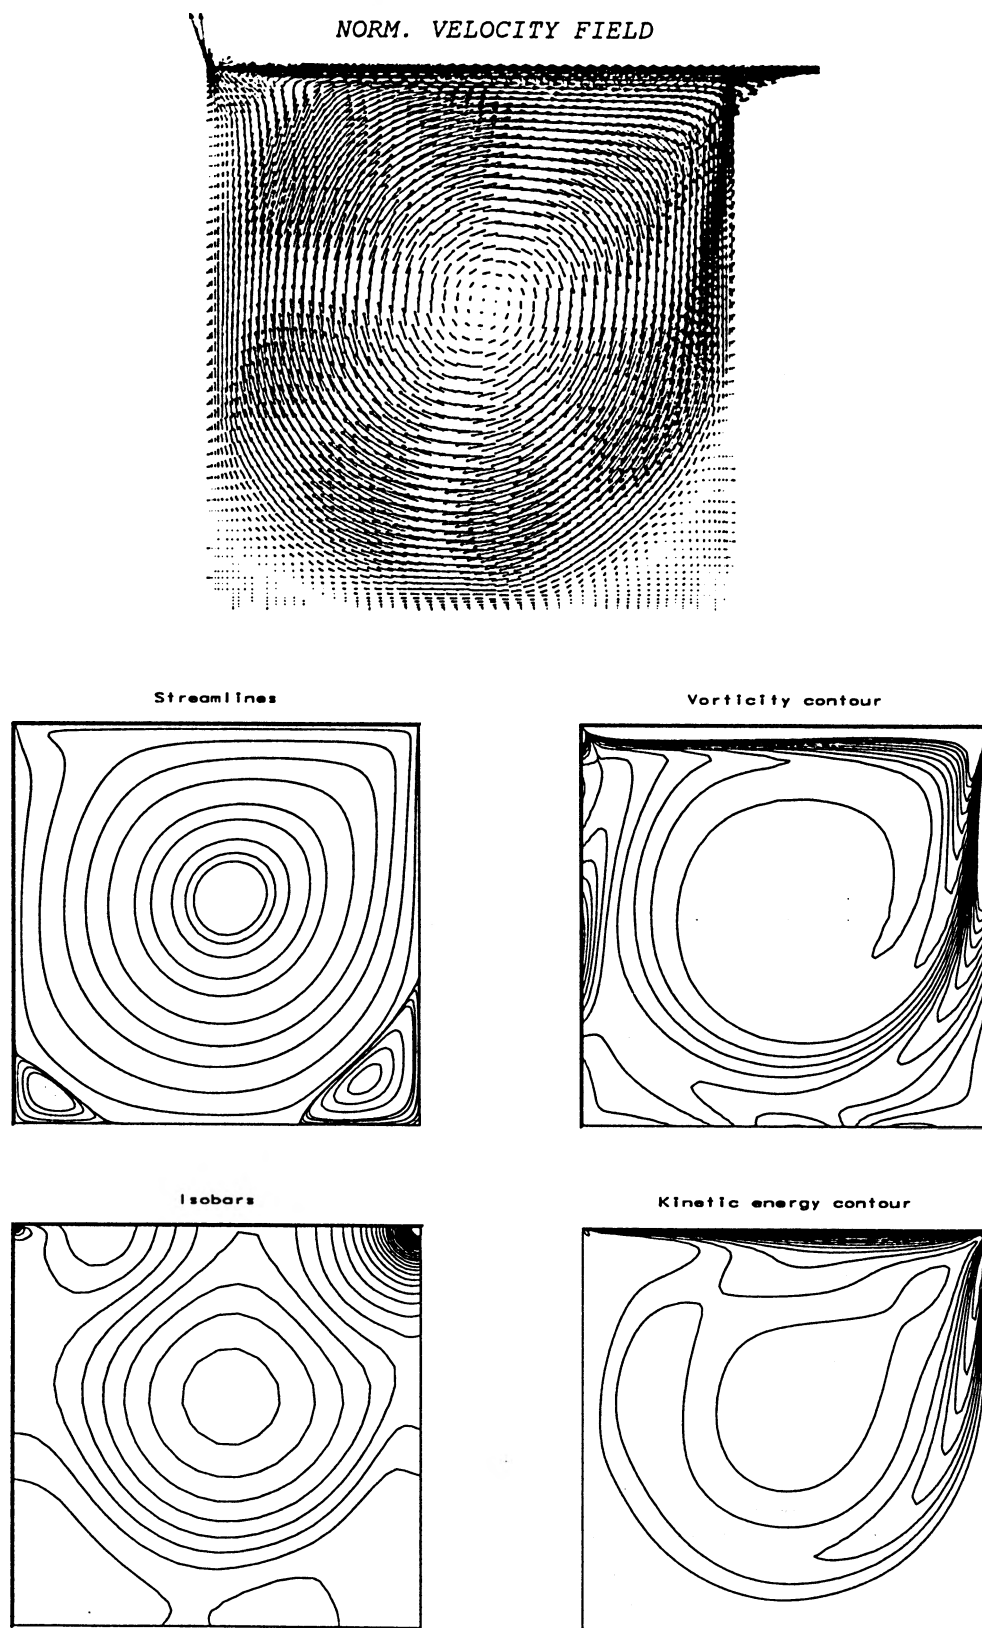 NORM. VELOCITY FIELD
Streamlines
Vorticity contour
Isobars
Kinetic energy contour